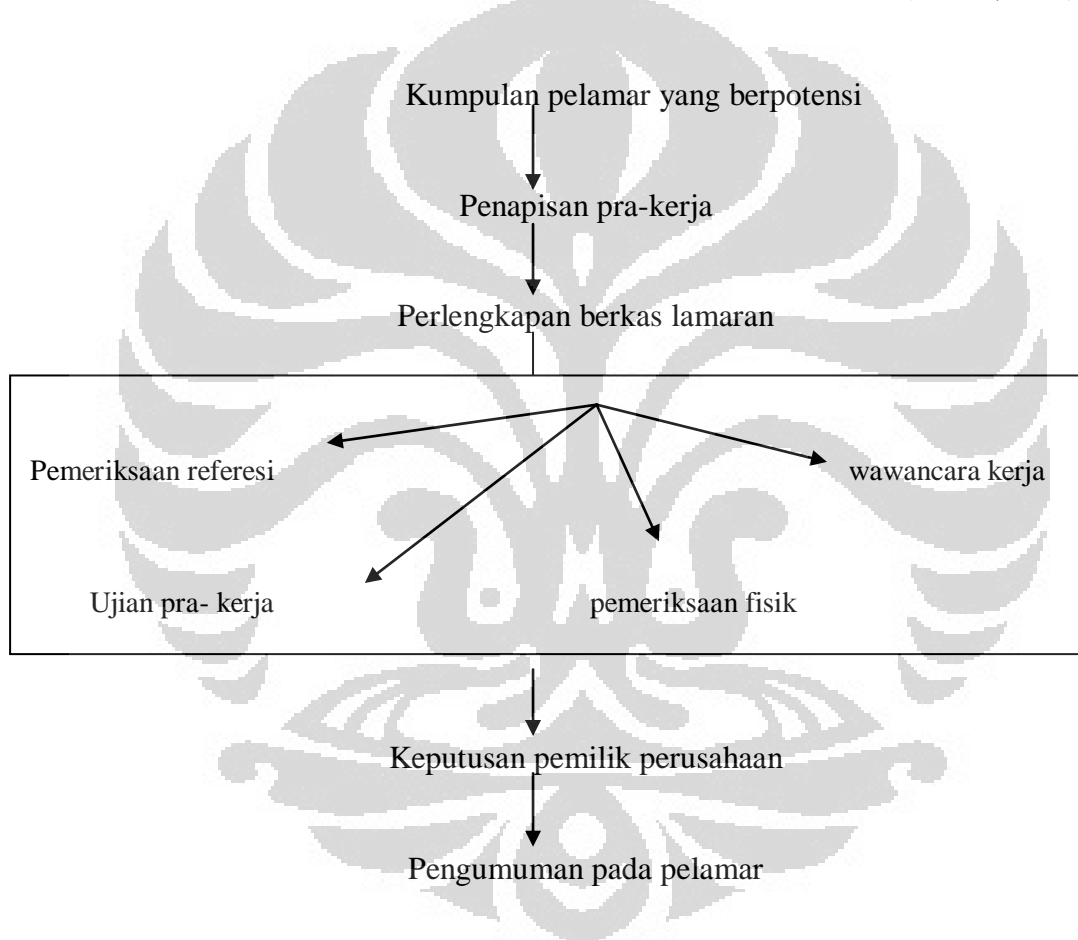 Kumpulan pelamar yang berpotensi
Penapisan pra-kerja
Perlengkapan berkas lamaran
Pemeriksaan referesi
wawancara kerja
Ujian pra- kerja
pemeriksaan fisik
Keputusan pemilik perusahaan
Pengumuman pada pelamar